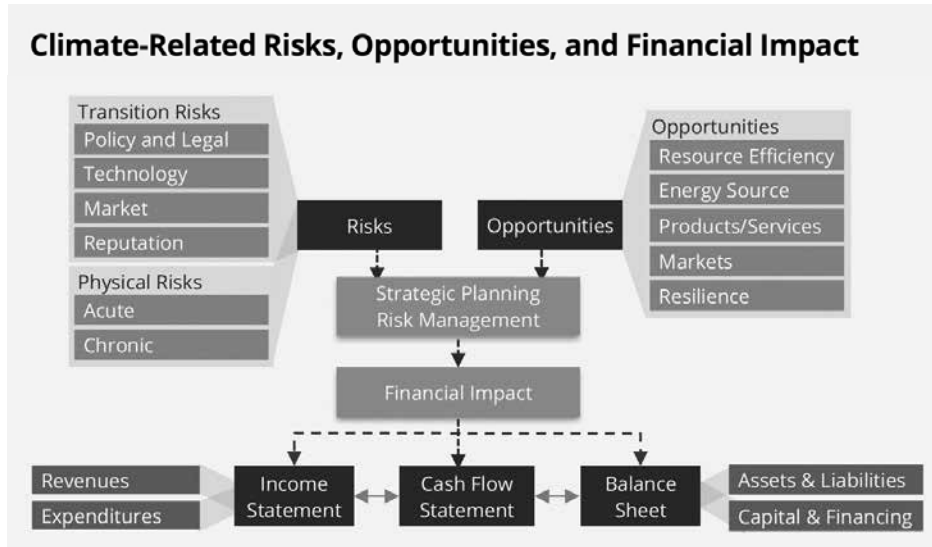 Climate-Related Risks, Opportunities, and Financial Impact
Transition Risks
Policy and Legal
Technology
Market
Reputation
Physical Risks
Acute
Chronic
Risks
Opportunities
Opportunities
Resource Efficiency
Energy Source
Products/Services
Markets
Resilience
Strategic Planning
Risk Management
Financial Impact
Revenues
Expenditures
Income
Statement
Cash Flow
Statement
Balance
Sheet
Assets & Liabilities
Capital & Financing